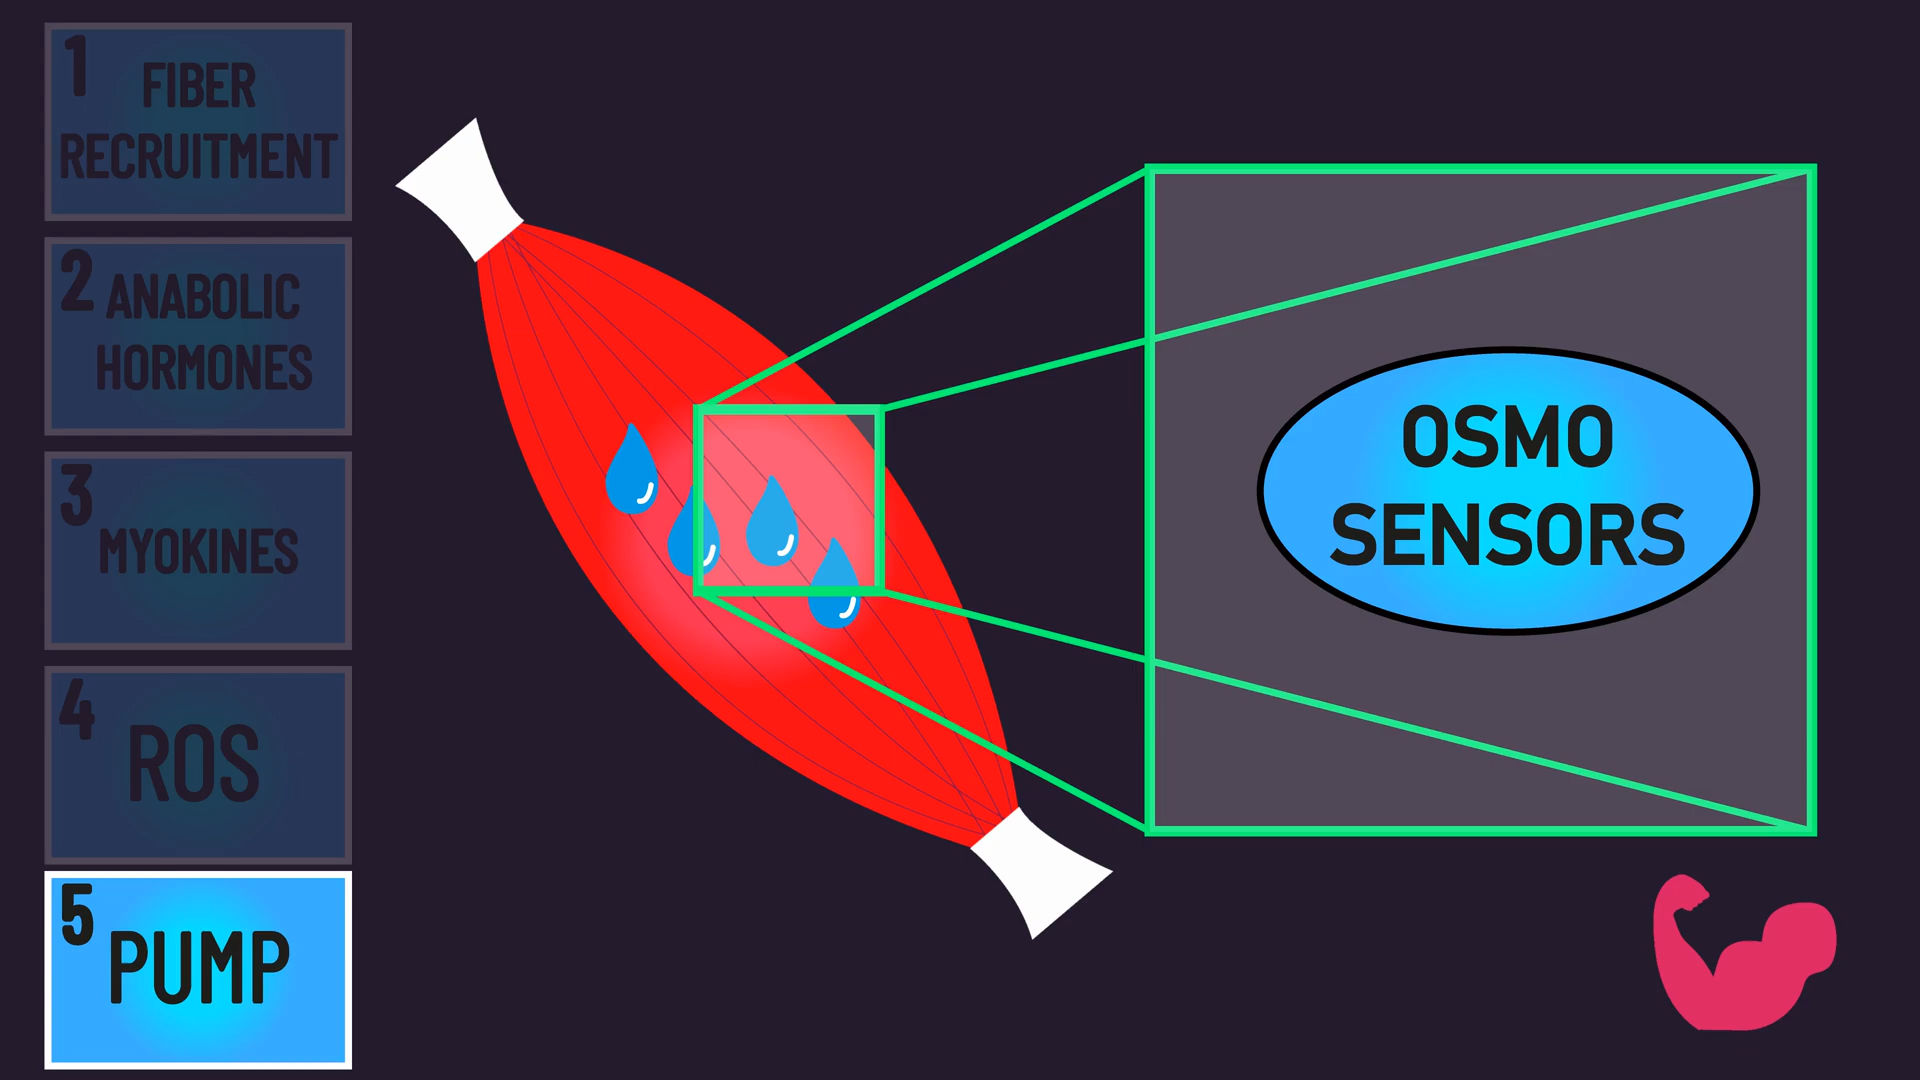 1
FIBER
RECRUITMENT
2
ANABOLIC
HORMONES
3
MYOKINES
4
ROS
5
PUMP
OSMO
SENSORS